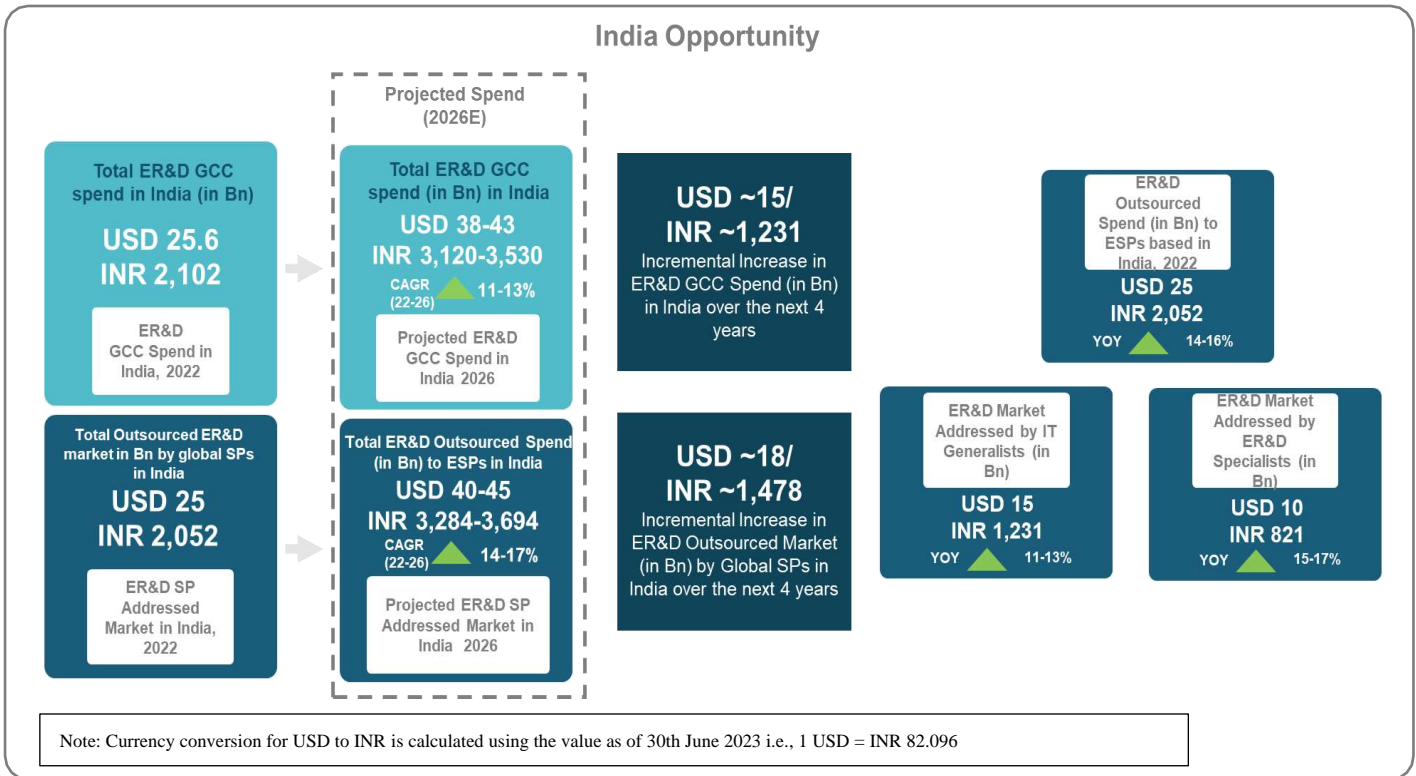 India Opportunity
Projected Spend
(2026E)
Total ER&D GCC
spend in India (in Bn)
USD 25.6
INR 2,102
ER&D
GCC Spend in
India, 2022
Total ER&D GCC
spend (in Bn) in India
USD 38-43
INR 3,120-3,530
CAGR
(22-26)
11-13%
Projected ER&D
GCC Spend in
India 2026
USD ~15/
INR ~1,231
Incremental Increase in
ER&D GCC Spend (in Bn)
in India over the next 4
years
ER&D
Outsourced
Spend (in Bn) to
ESPs based in
India, 2022
USD 25
INR 2,052
YOY 14-16%
Total Outsourced ER&D
market in Bn by global SPs
in India
USD 25
INR 2,052
ER&D SP
Addressed
Market in India,
2022
Total ER&D Outsourced Spend
(in Bn) to ESPs in India
USD 40-45
INR 3,284-3,694
CAGR
(22-26)
14-17%
Projected ER&D SP
Addressed Market in
India 2026
USD ~18/
INR ~1,478
Incremental Increase in
ER&D Outsourced Market
(in Bn) by Global SPs in
India over the next 4 years
ER&D Market
Addressed by IT
Generalists (in
Bn)
USD 15
INR 1,231
YOY 11-13%
ER&D Market
Addressed by
ER&D
Specialists (in
Bn)
USD 10
INR 821
YOY 15-17%
Note: Currency conversion for USD to INR is calculated using the value as of 30th June 2023 i.e., 1 USD = INR 82.096